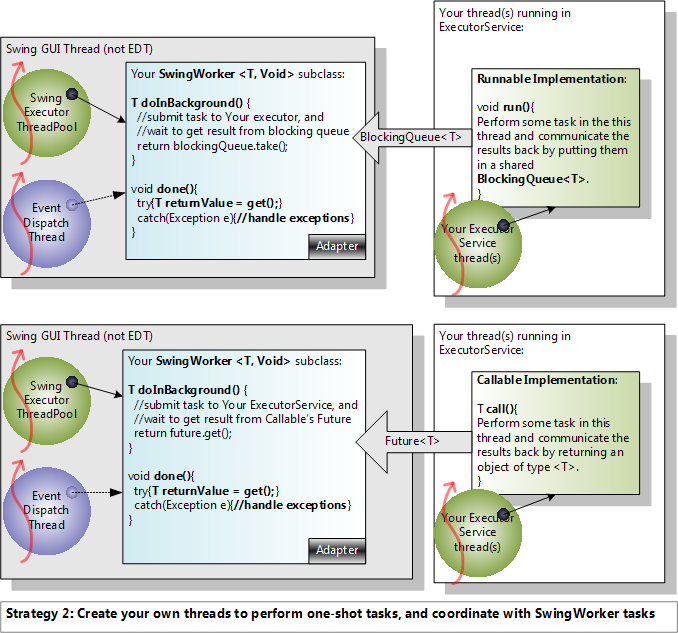 Swing GUI Thread (not EDT)
Swing
Executor
ThreadPool
Event
Dispatch
Thread
Your SwingWorker <T, Void> subclass:
T doInBackground() {
//submit task to Your executor, and
//wait to get result from blocking queue
return blockingQueue.take();
}
void done(){
try{T returnValue = get();}
catch(Exception e){//handle exceptions}
}
Adapter
BlockingQueue<T>
Your thread(s) running in
ExecutorService:
Runnable Implementation:
void run(){
Perform some task in the this
thread and communicate the
results back by putting them
in a shared
BlockingQueue<T>.
}
Your Executor
Service
thread(s)
Swing GUI Thread (not EDT)
Swing
Executor
ThreadPool
Event
Dispatch
Thread
Your SwingWorker <T, Void> subclass:
T doInBackground() {
//submit task to Your ExecutorService, and
//wait to get result from Callable's Future
return future.get();
}
void done(){
try{T returnValue = get();}
catch(Exception e){//handle exceptions}
}
Adapter
Future<T>
Your thread(s) running in
ExecutorService:
Callable Implementation:
T call(){
Perform some task in this
thread and communicate the
results back by returning an
object of type <T>.
}
Your Executor
Service
thread(s)
Strategy 2: Create your own threads to perform one-shot tasks, and coordinate with SwingWorker tasks